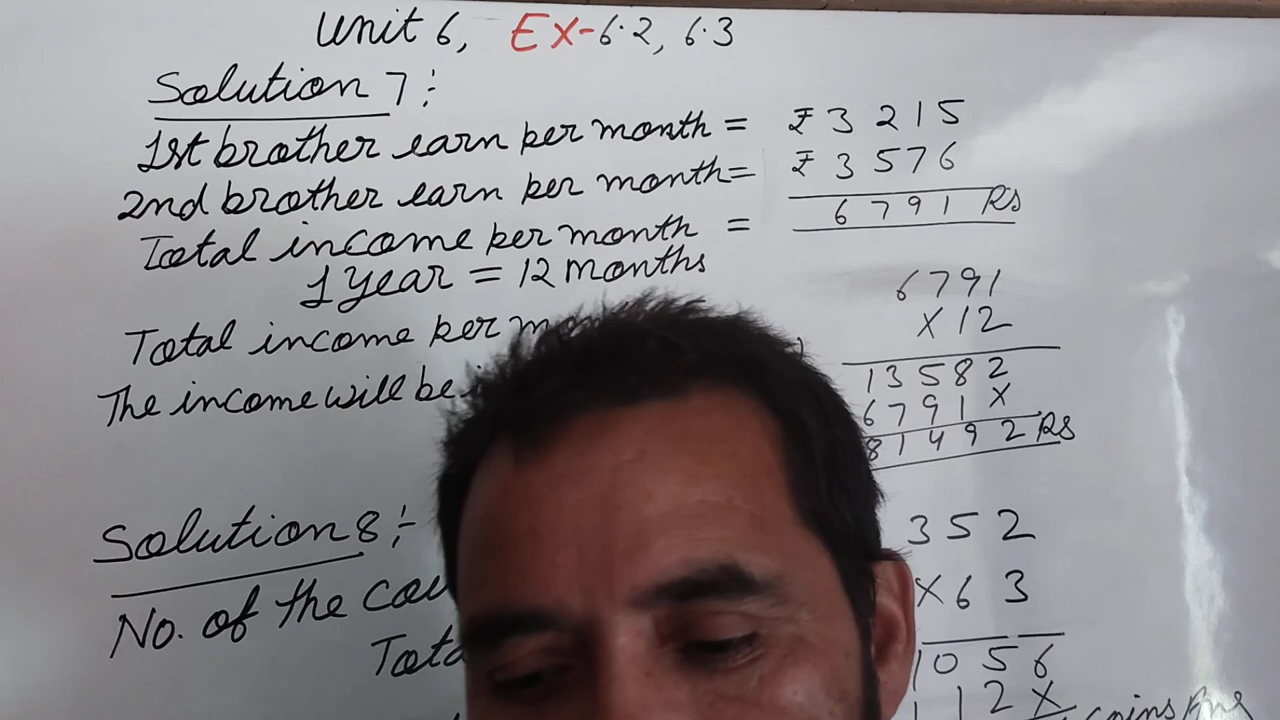 Unit 6, Ex-6.2, 6.3
Solution 7:
1st brother earn per month = ₹ 3 2 1 5
2nd brother earn per month = ₹ 3 5 7 6
Total income per month = 6 7 9 1 Rs
1 year = 12 months
6 7 9 1
Total income per X 1 2
The income will be 1 3 5 8 2
6 7 9 1 X
8 1 4 9 2 Rs
Solution 8:- 3 5 2
No. of the X 6 3
1 0 5 6
1 2 X
coins Ans